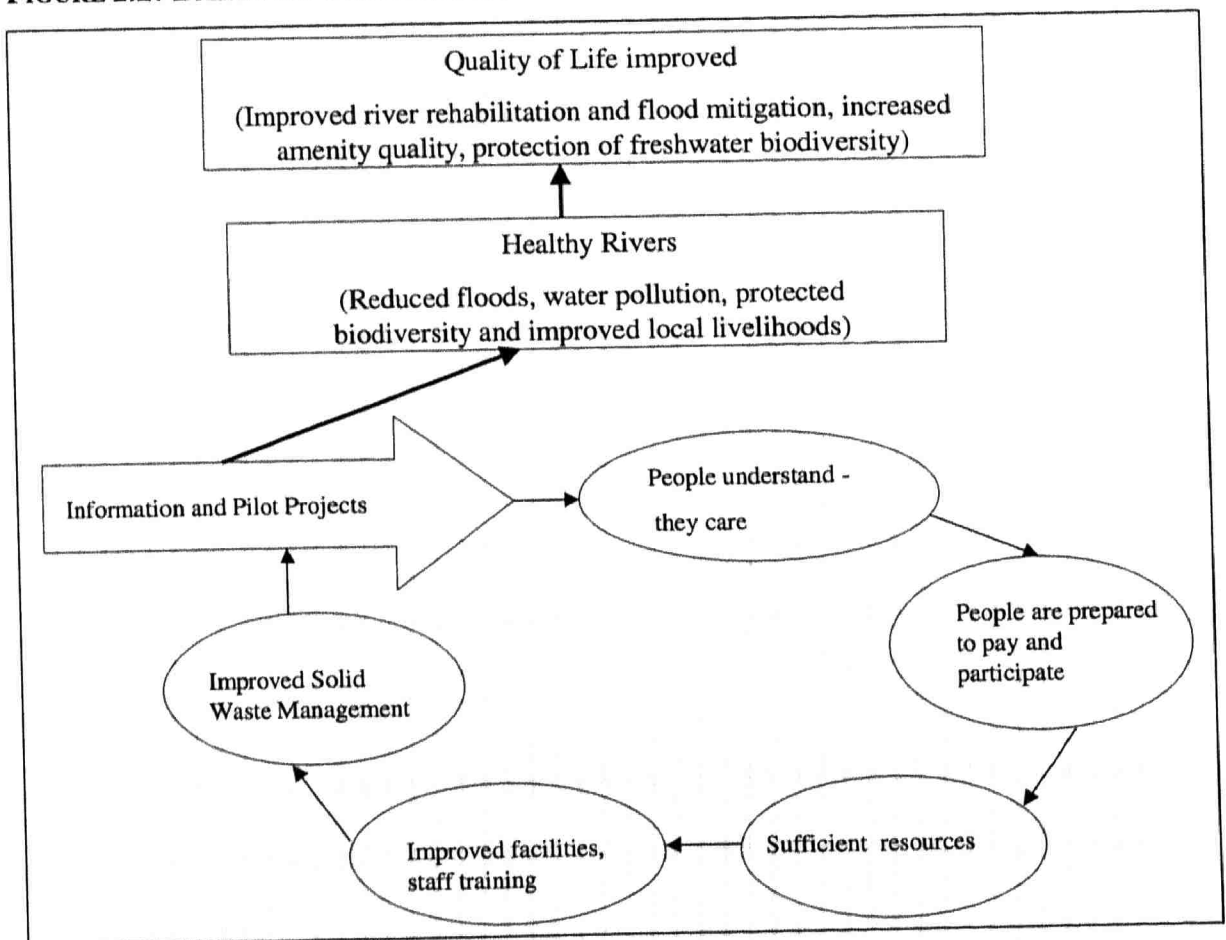 Quality of Life improved
(Improved river rehabilitation and flood mitigation, increased
amenity quality, protection of freshwater biodiversity)
Healthy Rivers
(Reduced floods, water pollution, protected
biodiversity and improved local livelihoods)
Information and Pilot Projects
People understand -
they care
People are prepared
to pay and
participate
Sufficient resources
Improved facilities,
staff training
Improved Solid
Waste Management